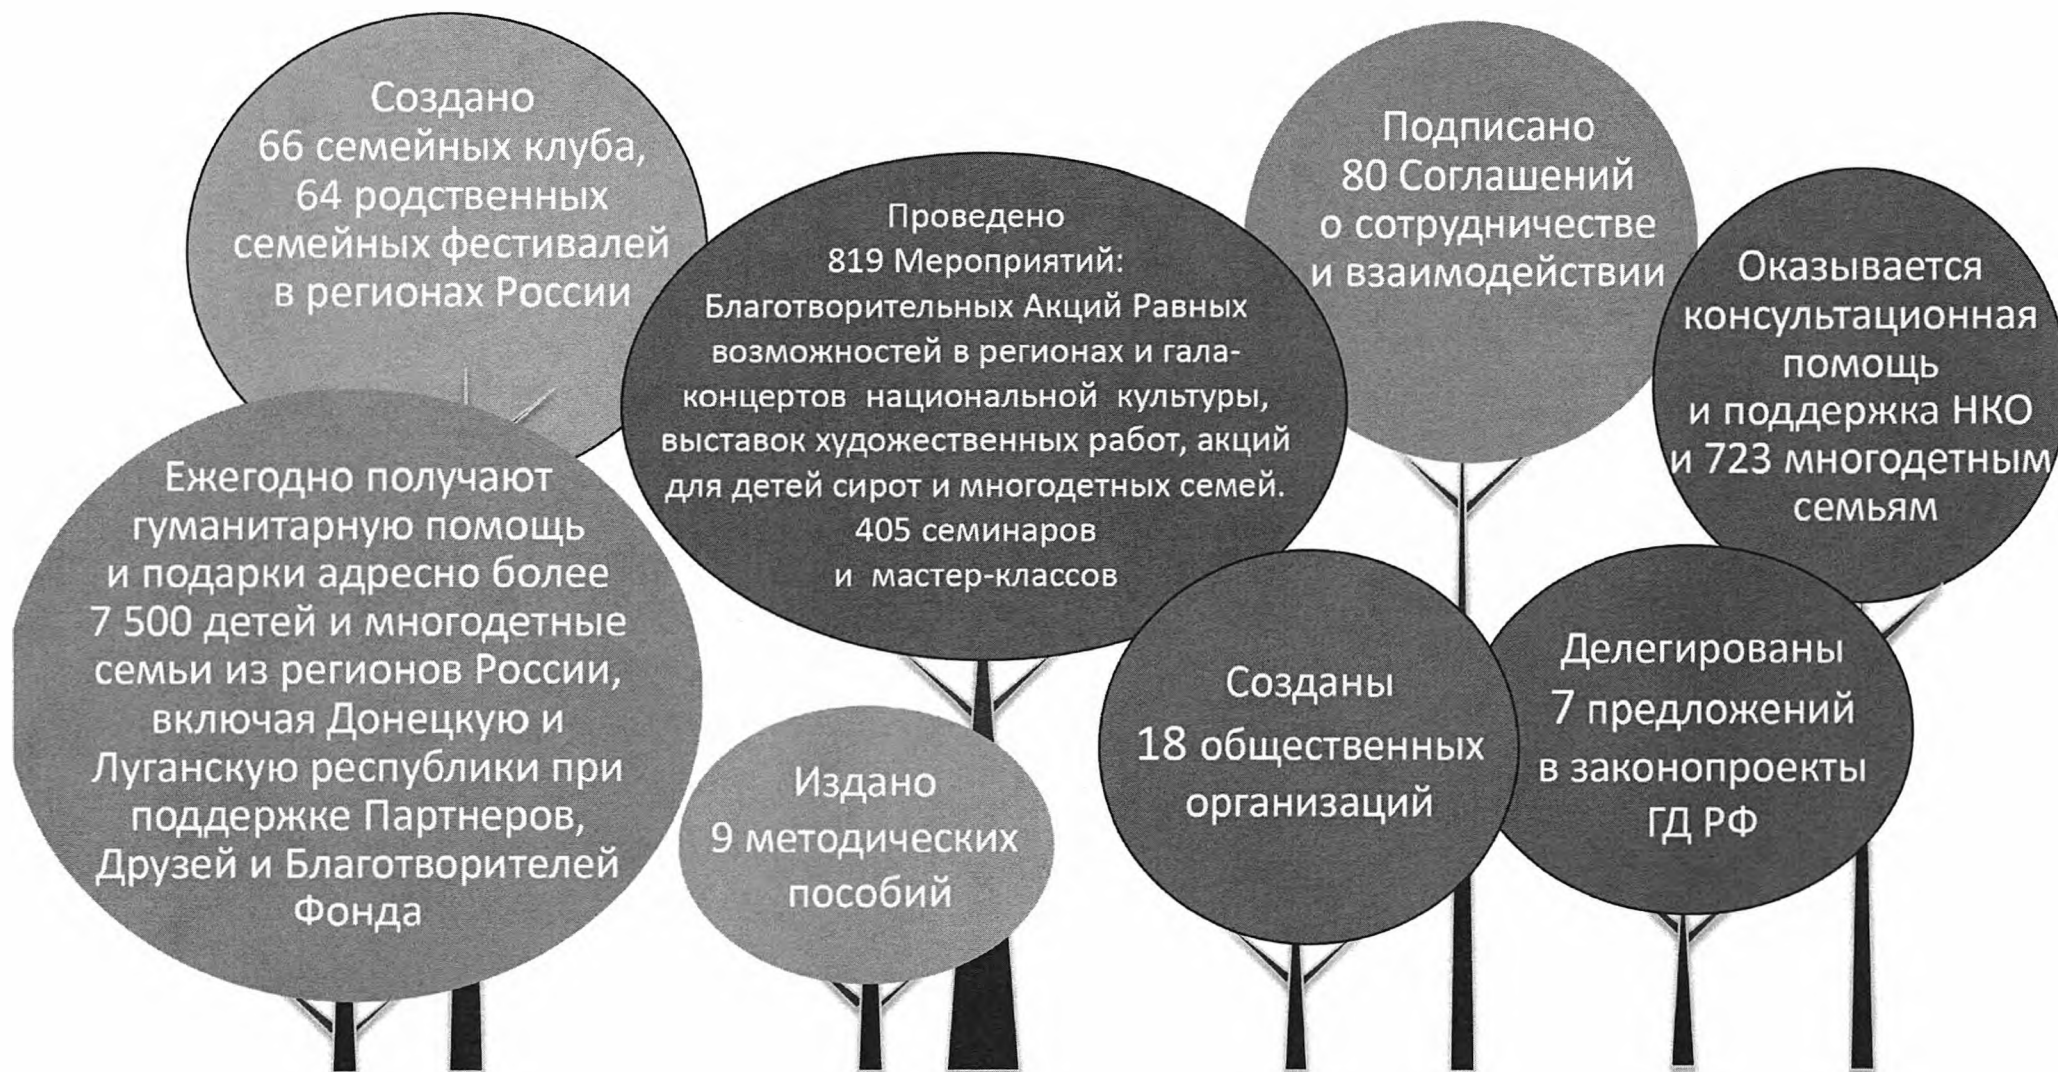 Создано
66 семейных клуба,
64 родственных
семейных фестивалей
в регионах России
Проведено
819 Мероприятий:
Благотворительных Акций Равных
возможностей в регионах и гала-
концертов национальной культуры,
выставок художественных работ, акций
для детей сирот и многодетных семей.
405 семинаров
и мастер-классов
Подписано
80 Соглашений
о сотрудничестве
и взаимодействии
Оказывается
консультационная
помощь
и поддержка НКО
и 723 многодетным
семьям
Ежегодно получают
гуманитарную помощь
и подарки адресно более
7 500 детей и многодетные
семьи из регионов России,
включая Донецкую и
Луганскую республики при
поддержке Партнеров,
Друзей и Благотворителей
Фонда
Издано
9 методических
пособий
Созданы
18 общественных
организаций
Делегированы
7 предложений
в законопроекты
ГД РФ